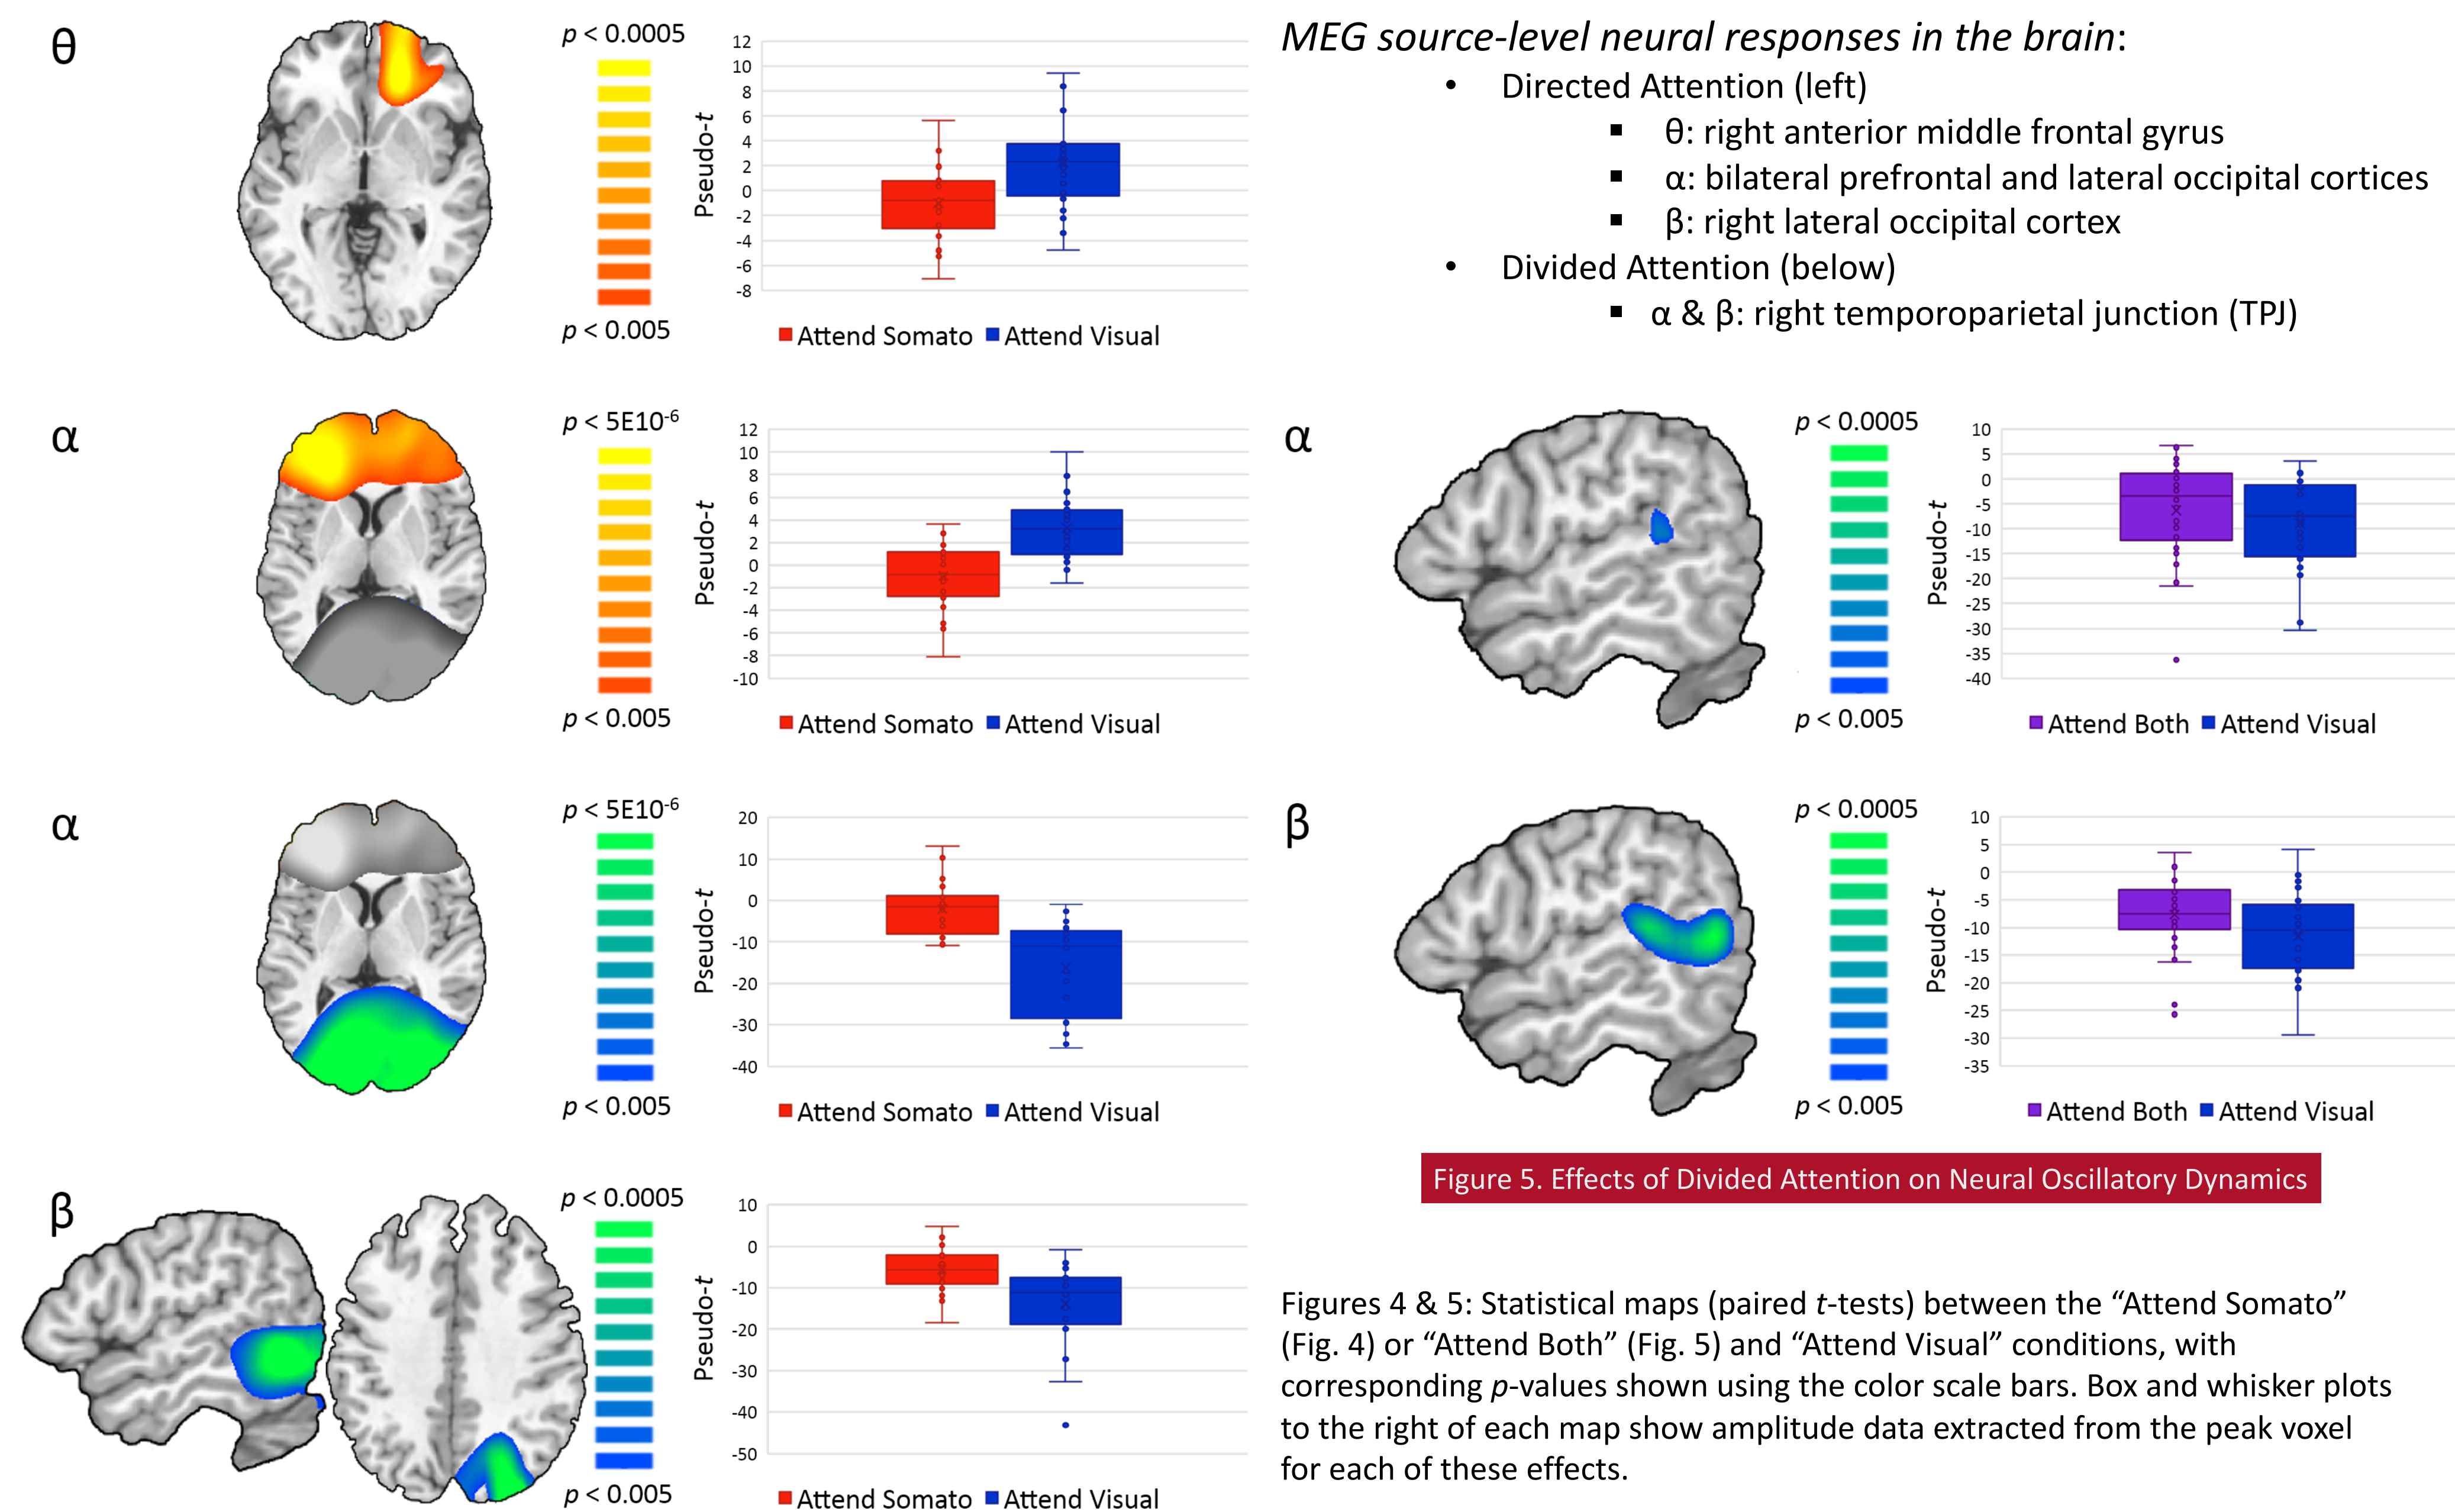 θ
p < 0.0005
p < 0.005
Pseudo-t
12
10
8
6
4
2
0
-2
-4
-6
-8
Attend Somato Attend Visual
MEG source-level neural responses in the brain:
• Directed Attention (left)
▪ θ: right anterior middle frontal gyrus
▪ α: bilateral prefrontal and lateral occipital cortices
▪ β: right lateral occipital cortex
• Divided Attention (below)
▪ α & β: right temporoparietal junction (TPJ)
α
p < 5E10-6
p < 0.005
Pseudo-t
12
10
8
6
4
2
0
-2
-4
-6
-8
-10
Attend Somato Attend Visual
α
p < 0.0005
p < 0.005
Pseudo-t
10
5
0
-5
-10
-15
-20
-25
-30
-35
-40
Attend Both Attend Visual
α
p < 5E10-6
p < 0.005
Pseudo-t
20
10
0
-10
-20
-30
-40
Attend Somato Attend Visual
β
p < 0.0005
p < 0.005
Pseudo-t
10
5
0
-5
-10
-15
-20
-25
-30
-35
Attend Both Attend Visual
Figure 5. Effects of Divided Attention on Neural Oscillatory Dynamics
β
p < 0.0005
p < 0.005
Pseudo-t
10
0
-10
-20
-30
-40
-50
Attend Somato Attend Visual
Figures 4 & 5: Statistical maps (paired t-tests) between the “Attend Somato”
(Fig. 4) or “Attend Both” (Fig. 5) and “Attend Visual” conditions, with
corresponding p-values shown using the color scale bars. Box and whisker plots
to the right of each map show amplitude data extracted from the peak voxel
for each of these effects.